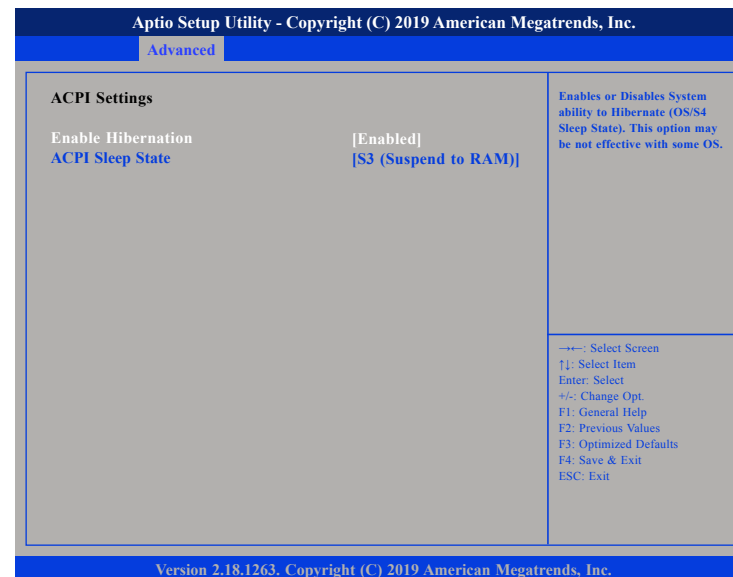 Aptio Setup Utility - Copyright (C) 2019 American Megatrends, Inc.
Advanced
ACPI Settings
Enable Hibernation [Enabled]
ACPI Sleep State [S3 (Suspend to RAM)]
Enables or Disables System
ability to Hibernate (OS/S4
Sleep State). This option may
be not effective with some OS.
→←: Select Screen
↑↓: Select Item
Enter: Select
+/-: Change Opt.
F1: General Help
F2: Previous Values
F3: Optimized Defaults
F4: Save & Exit
ESC: Exit
Version 2.18.1263. Copyright (C) 2019 American Megatrends, Inc.